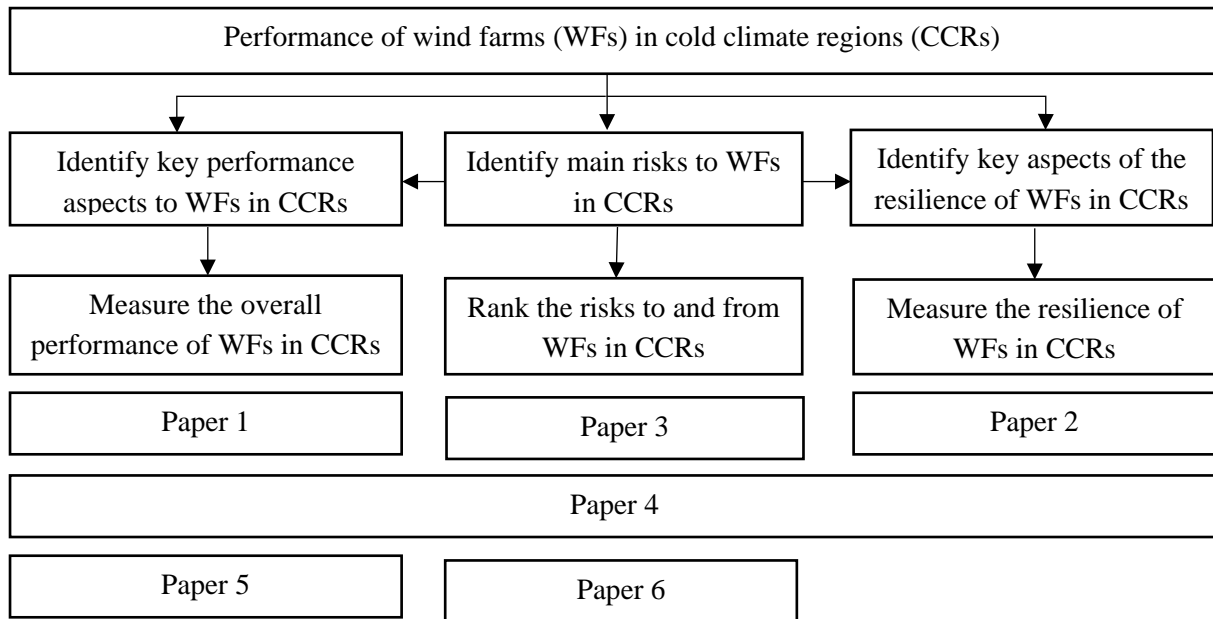 Performance of wind farms (WFs) in cold climate regions (CCRs)
Identify key performance
aspects to WFs in CCRs
Identify main risks to WFs
in CCRs
Identify key aspects of the
resilience of WFs in CCRs
Measure the overall
performance of WFs in CCRs
Rank the risks to and from
WFs in CCRs
Measure the resilience of
WFs in CCRs
Paper 1
Paper 3
Paper 2
Paper 4
Paper 5
Paper 6